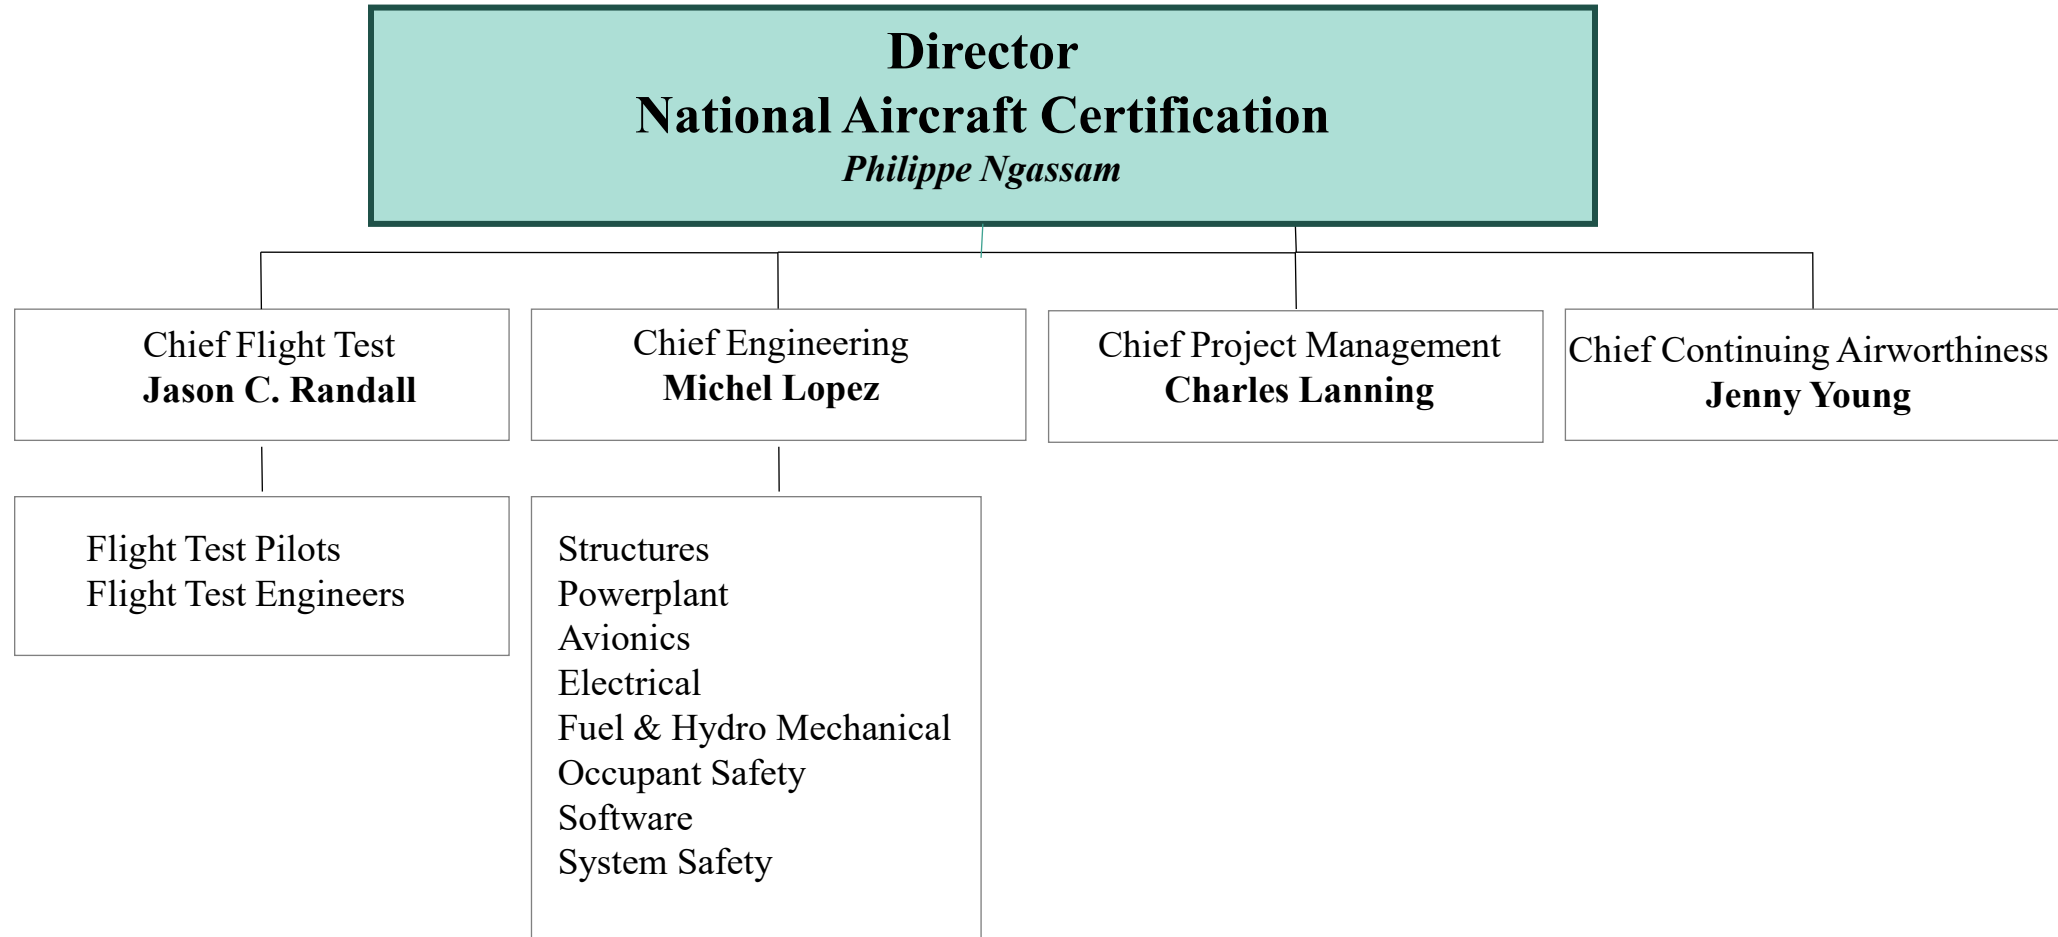 Director
National Aircraft Certification
Philippe Ngassam
Chief Flight Test
Jason C. Randall
Chief Engineering
Michel Lopez
Chief Project Management
Charles Lanning
Chief Continuing Airworthiness
Jenny Young
Flight Test Pilots
Flight Test Engineers
Structures
Powerplant
Avionics
Electrical
Fuel & Hydro Mechanical
Occupant Safety
Software
System Safety